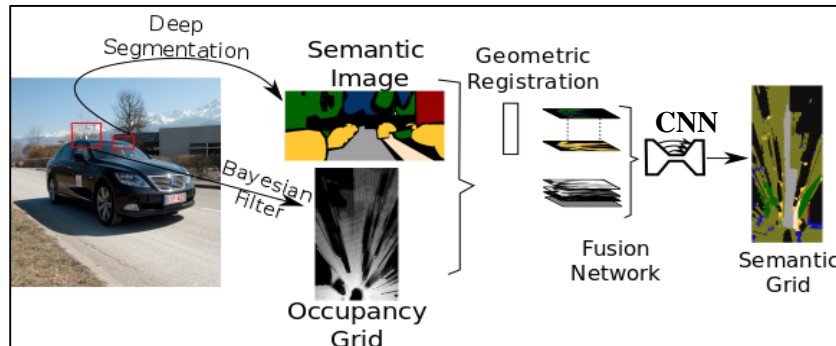 Deep
Segmentation
Semantic
Image
Bayesian
Filter
Occupancy
Grid
Geometric
Registration
CNN
Fusion
Network
Semantic
Grid